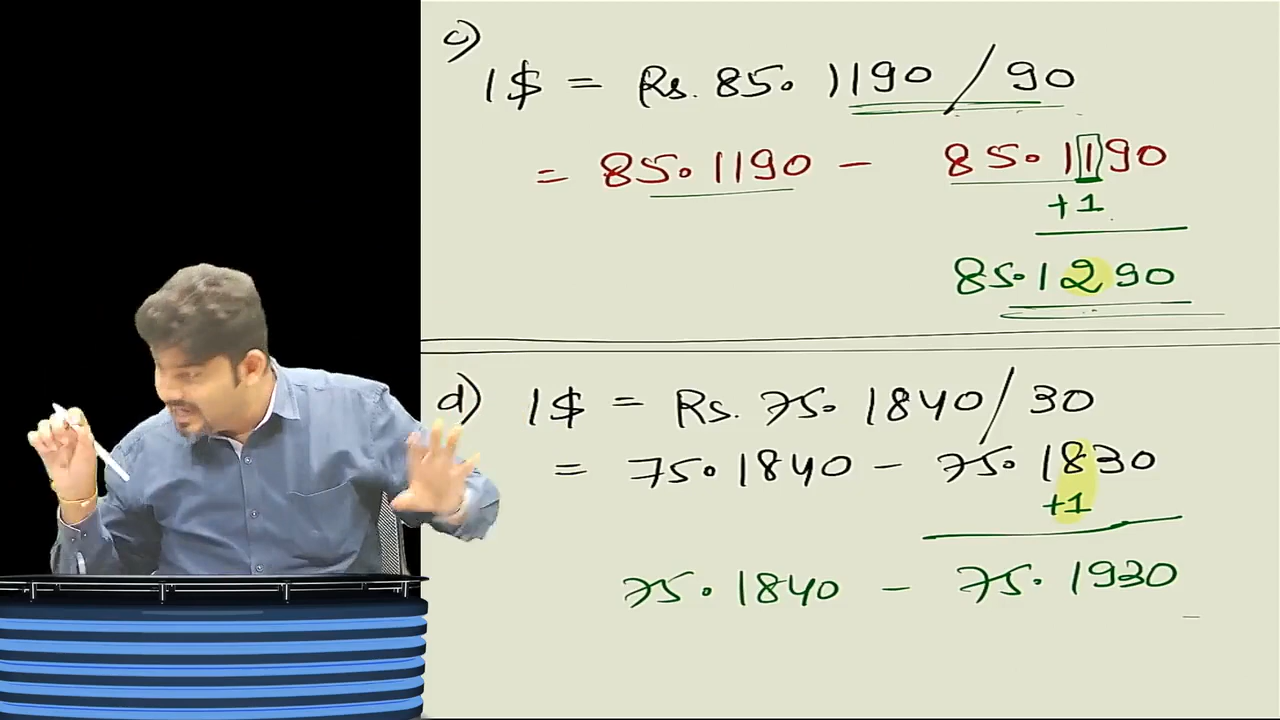 c)
1$ = Rs. 85.1190/90
= 85.1190 - 85.1190
+1
85.1290
d) 1$ = Rs. 75.1840/30
= 75.1840 - 75.1830
+1
75.1840 - 75.1930